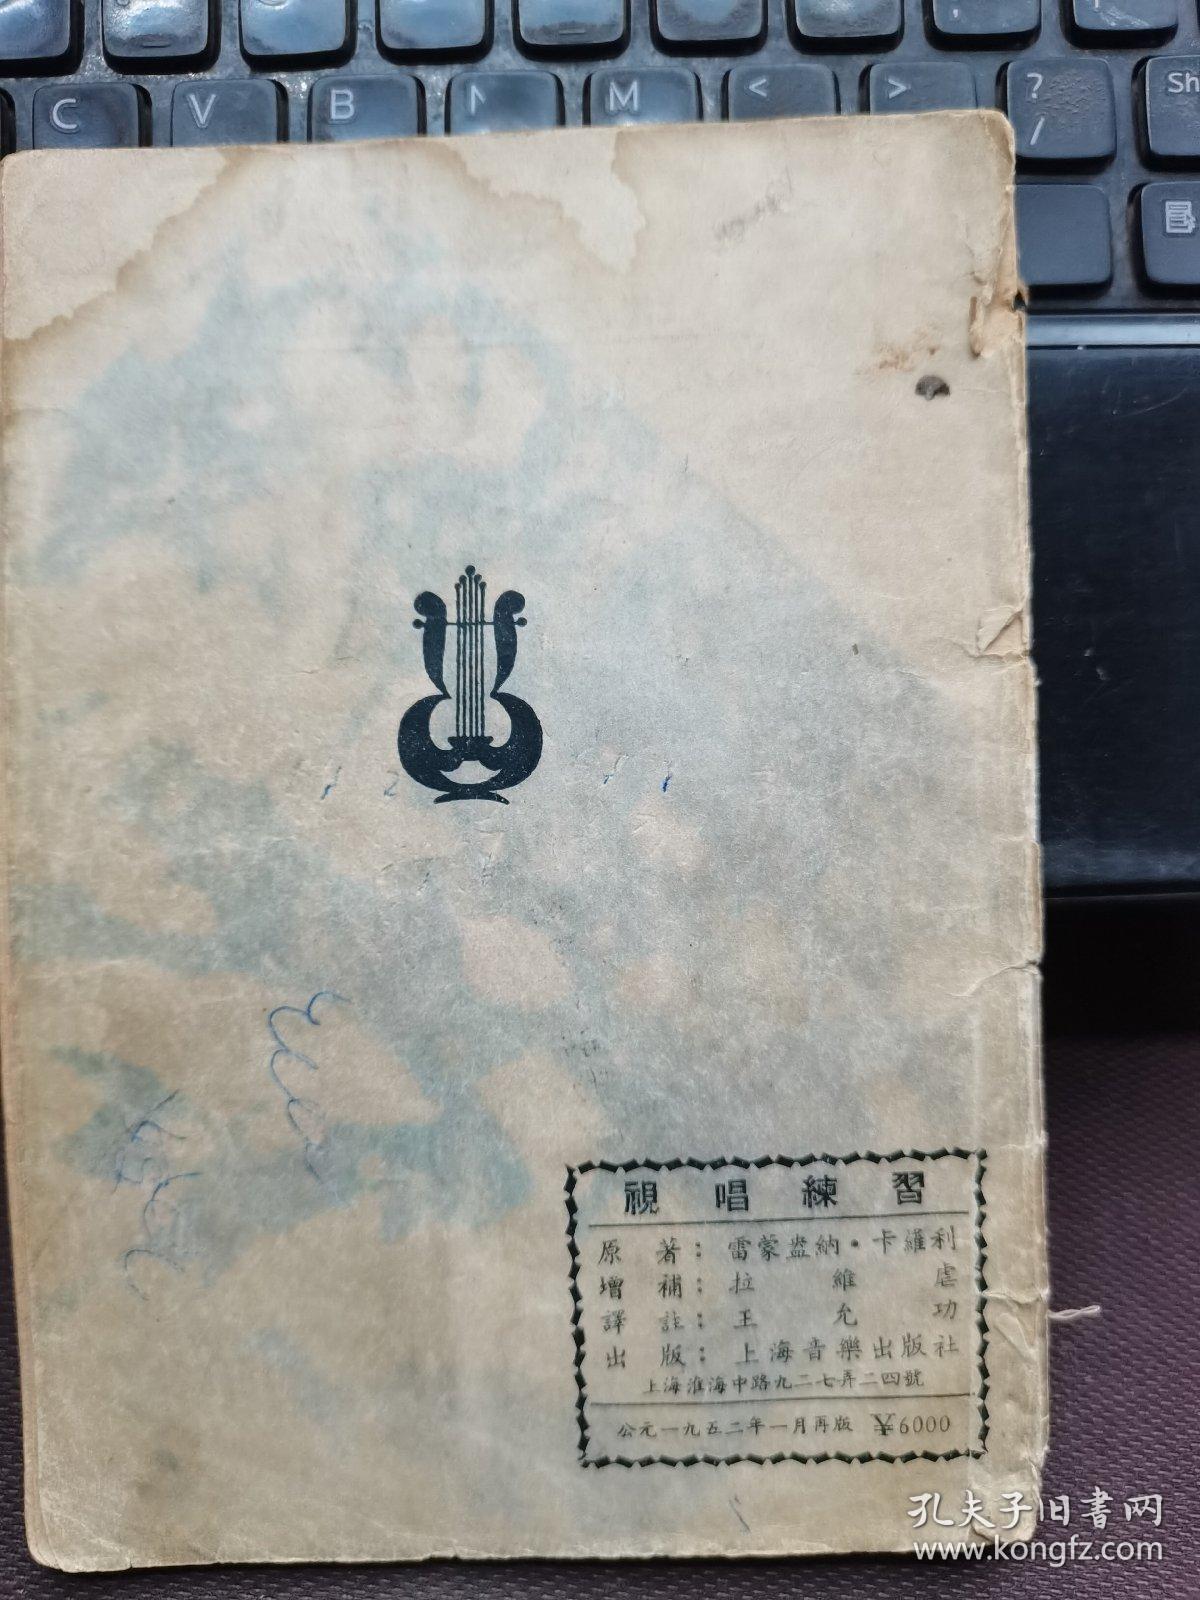 C V B N M < > ? / Sh
視唱練習
原著：雷蒙盎納·卡羅利
增補：拉維虐
譯註：王允功
出版：上海音樂出版社
上海淮海中路九二七弄二四號
公元一九五二年一月再版 6000
孔夫子旧书网
www.kongfz.com